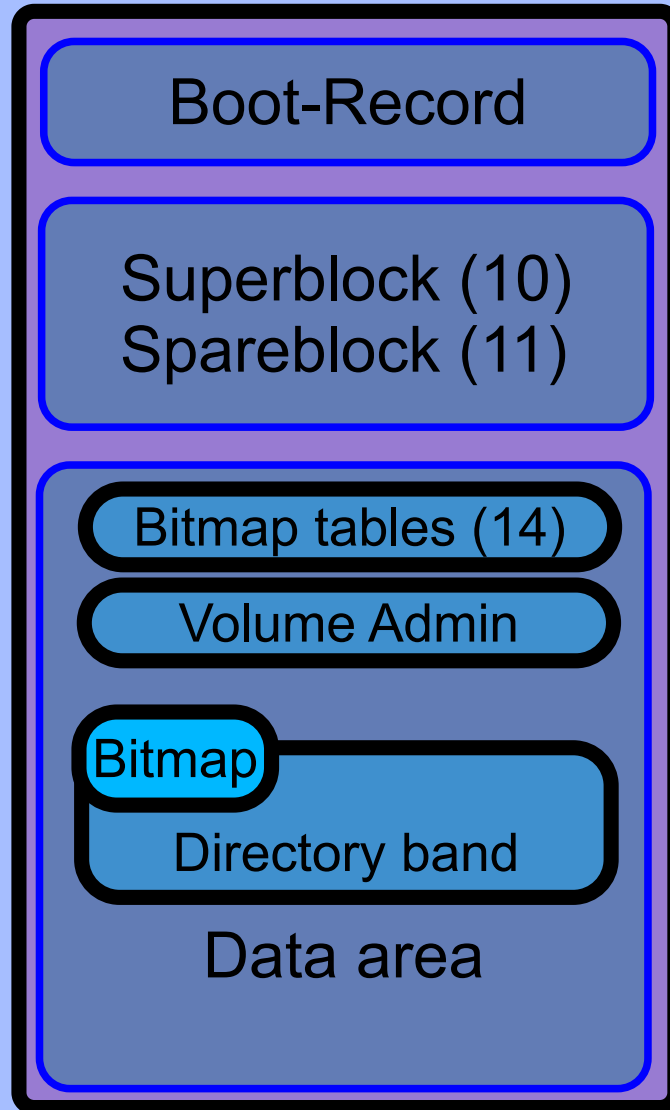 Boot-Record
Superblock (10)
Spareblock (11)
Bitmap tables (14)
Volume Admin
Bitmap
Directory band
Data area